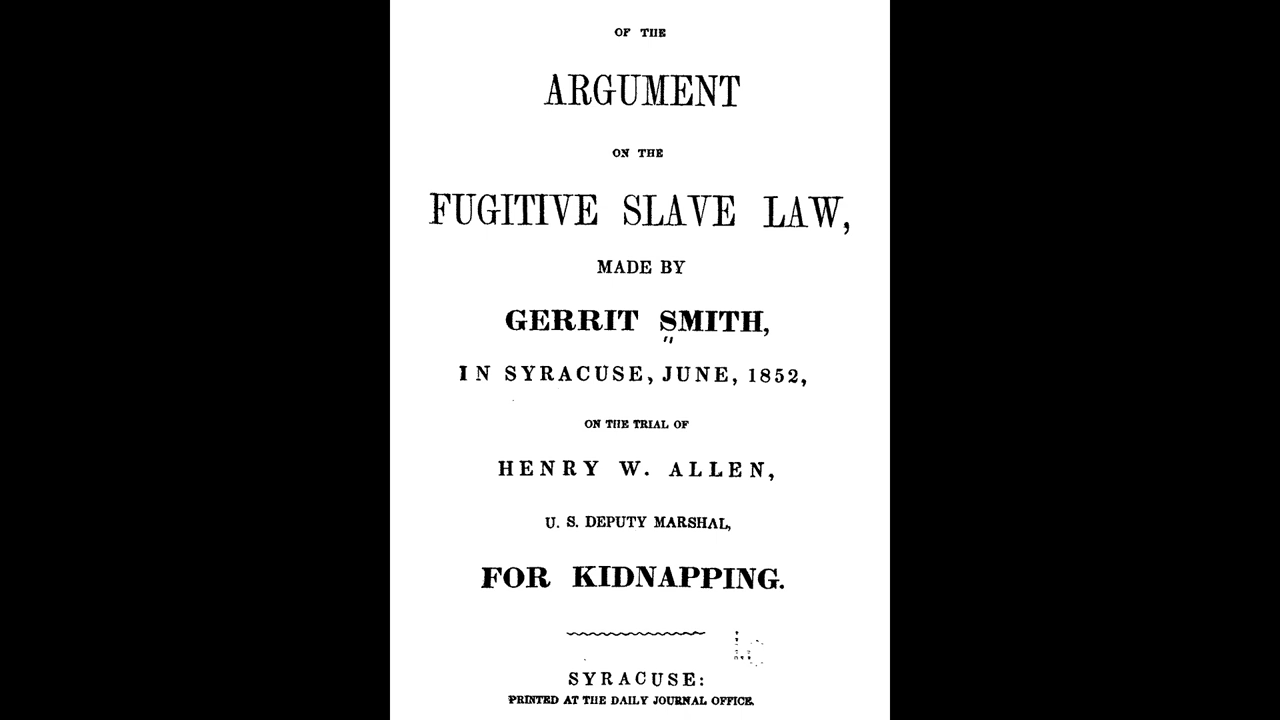 OF THE
ARGUMENT
ON THE
FUGITIVE SLAVE LAW,
MADE BY
GERRIT SMITH,
IN SYRACUSE, JUNE, 1852,
ON THE TRIAL OF
HENRY W. ALLEN,
U. S. DEPUTY MARSHAL,
FOR KIDNAPPING.
SYRACUSE:
PRINTED AT THE DAILY JOURNAL OFFICE.